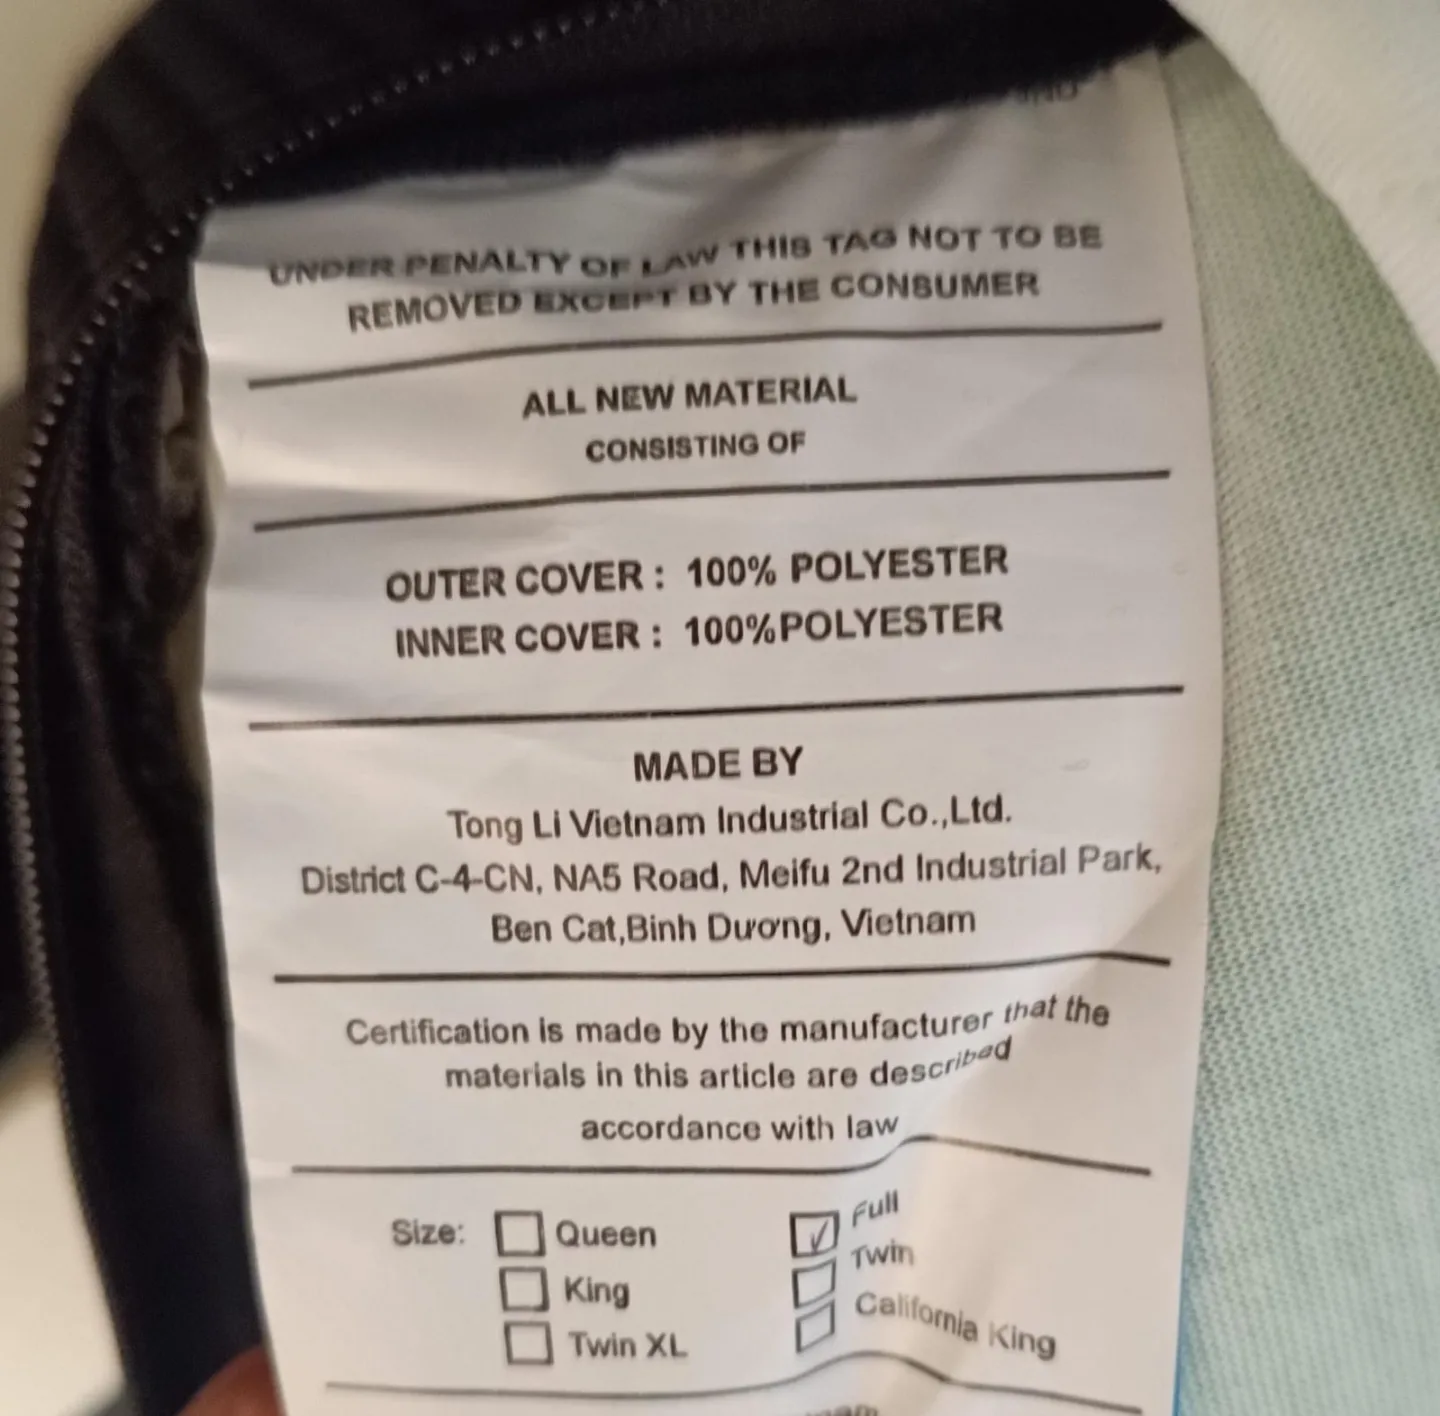 UNDER PENALTY OF LAW THIS TAG NOT TO BE
REMOVED EXCEPT BY THE CONSUMER
ALL NEW MATERIAL
CONSISTING OF
OUTER COVER : 100% POLYESTER
INNER COVER : 100%POLYESTER
MADE BY
Tong Li Vietnam Industrial Co.,Ltd.
District C-4-CN, NA5 Road, Meifu 2nd Industrial Park,
Ben Cat,Binh Dương, Vietnam
Certification is made by the manufacturer that the
materials in this article are described
accordance with law
Size: Queen Full
King Twin
Twin XL California King